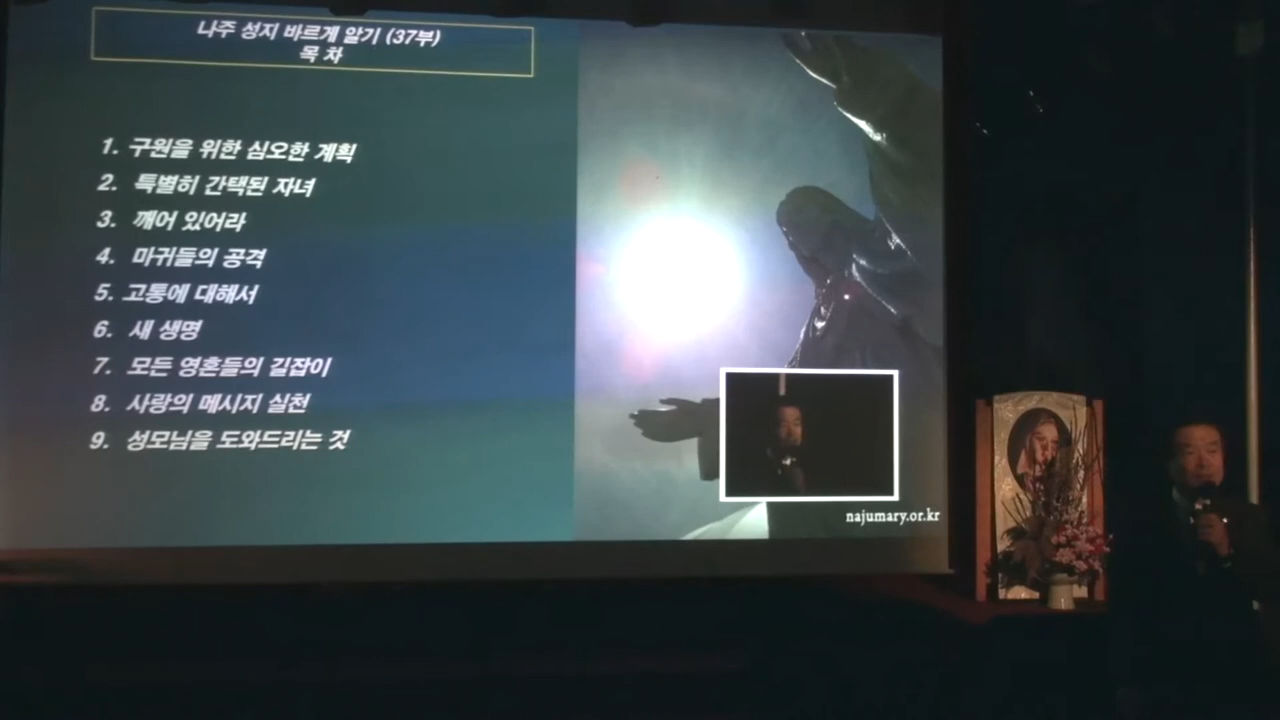 나주 성지 바르게 알기 (37부)
목 차
1. 구원을 위한 심오한 계획
2. 특별히 간택된 자녀
3. 깨어 있어라
4. 마귀들의 공격
5. 고통에 대해서
6. 새 생명
7. 모든 영혼들의 길잡이
8. 사랑의 메시지 실천
9. 성모님을 도와드리는 것
najumary.or.kr